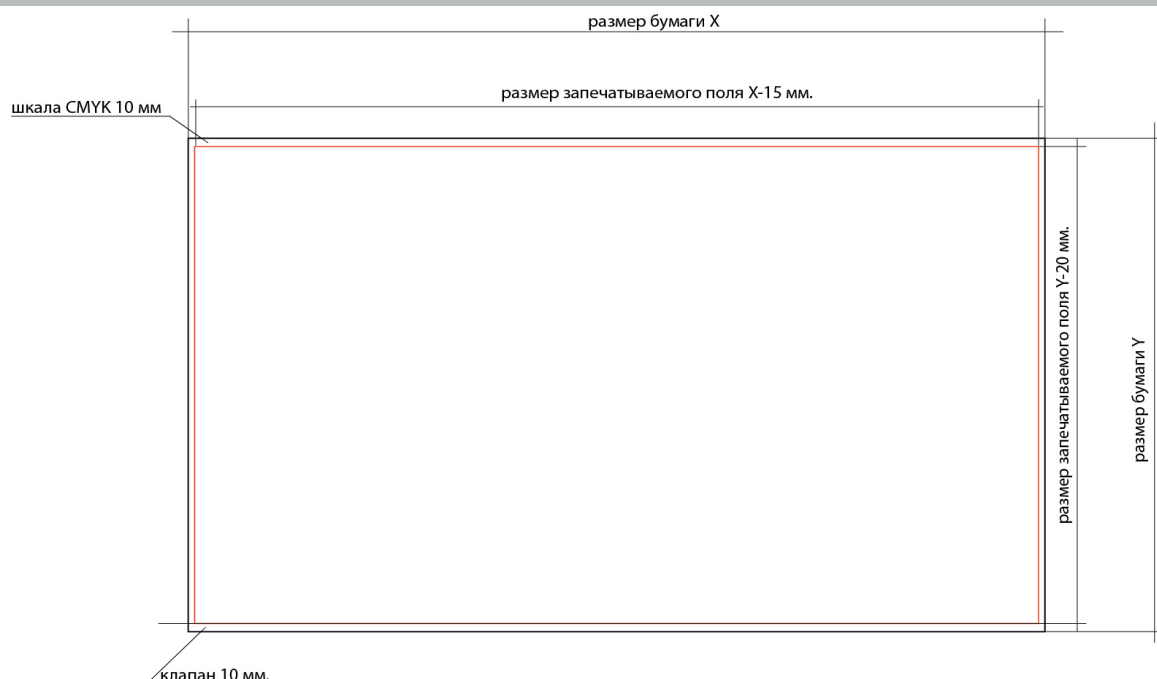 размер бумаги X
размер запечатываемого поля X-15 мм.
шкала CMYK 10 мм
размер запечатываемого поля Y-20 мм.
размер бумаги Y
клапан 10 мм.